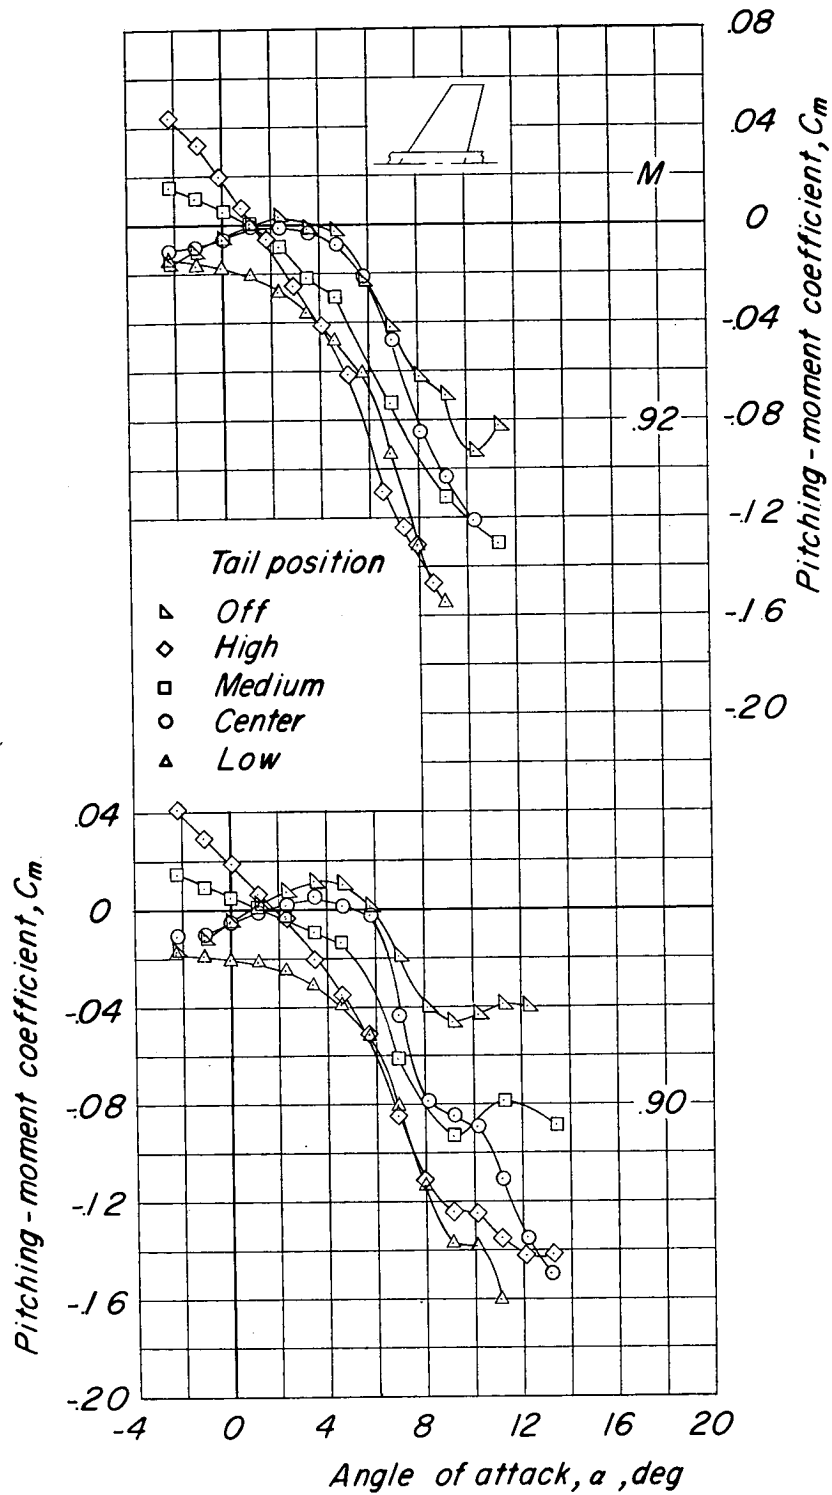 .08
.04
0
-.04
-.08
-.12
-.16
-.20
Pitching-moment coefficient, Cm
M
.92
Tail position
Off
High
Medium
Center
Low
.04
0
-.04
-.08
-.12
-.16
-.20
Pitching-moment coefficient, Cm
.90
-4 0 4 8 12 16 20
Angle of attack, α, deg